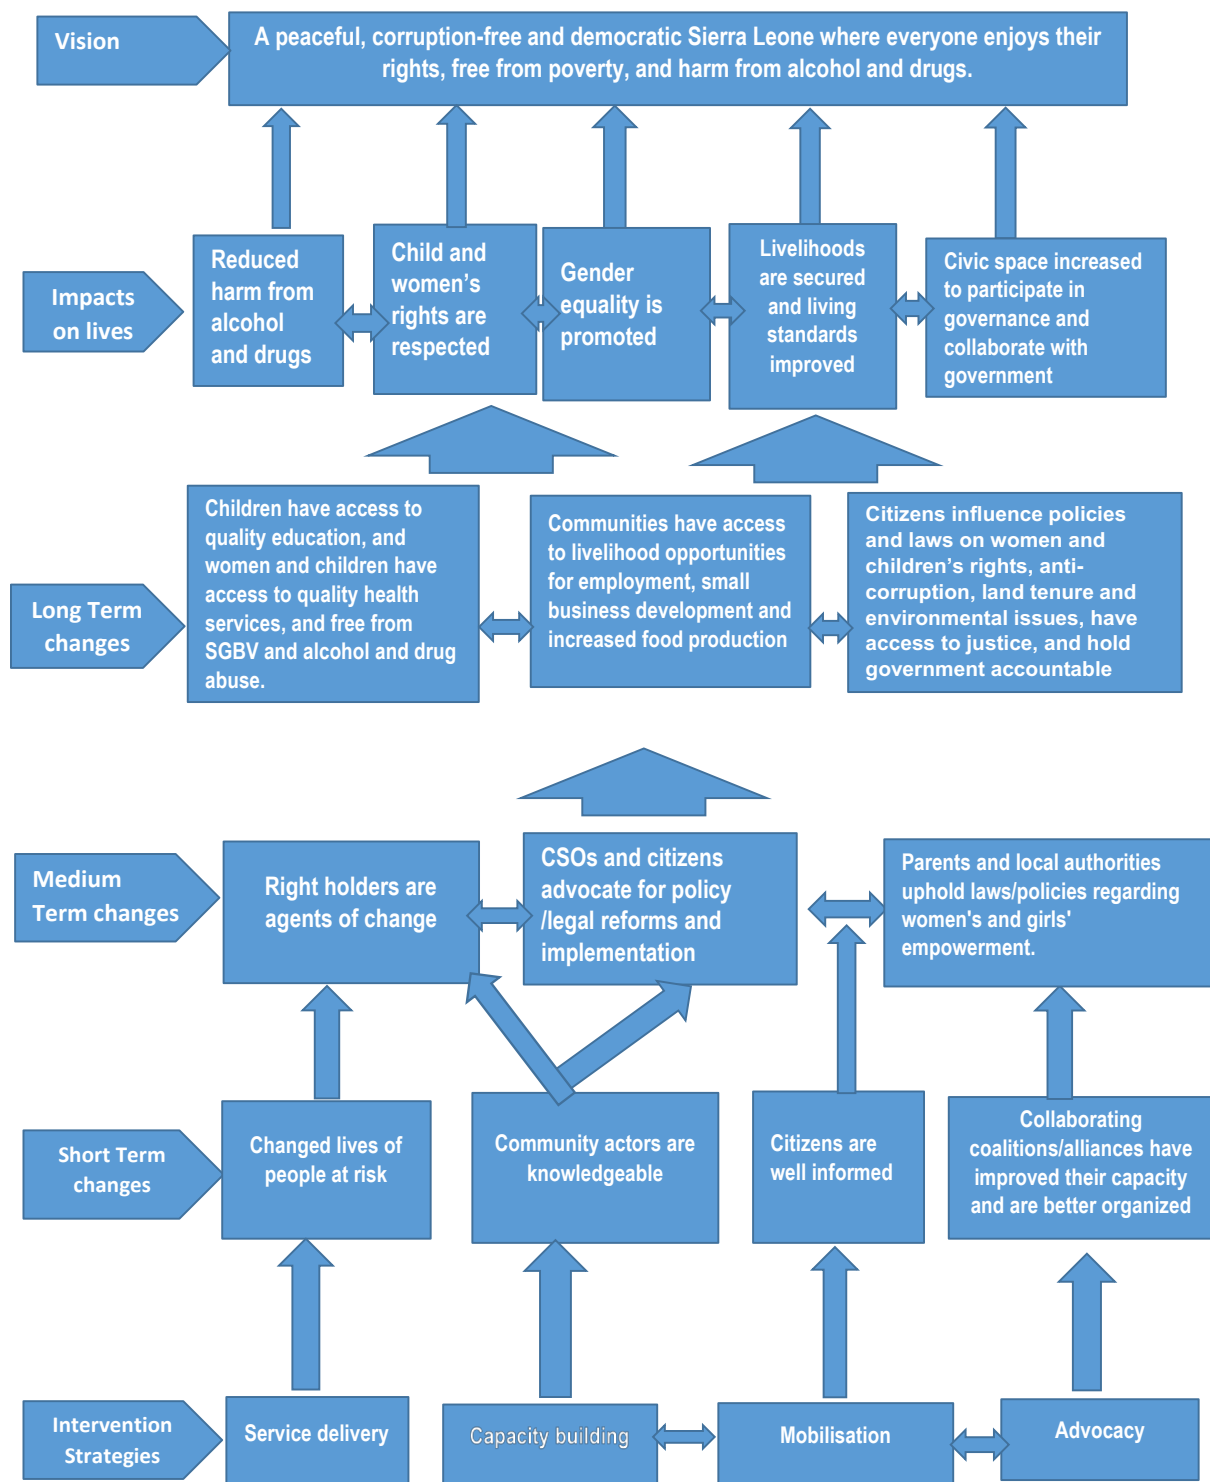 Vision
A peaceful, corruption-free and democratic Sierra Leone where everyone enjoys their
rights, free from poverty, and harm from alcohol and drugs.
Impacts
on lives
Reduced
harm from
alcohol
and drugs
Child and
women’s
rights are
respected
Gender
equality is
promoted
Livelihoods
are secured
and living
standards
improved
Civic space increased
to participate in
governance and
collaborate with
government
Long Term
changes
Children have access to
quality education, and
women and children have
access to quality health
services, and free from
SGBV and alcohol and drug
abuse.
Communities have access
to livelihood opportunities
for employment, small
business development and
increased food production
Citizens influence policies
and laws on women and
children’s rights, anti-
corruption, land tenure and
environmental issues, have
access to justice, and hold
government accountable
Medium
Term changes
Right holders are
agents of change
CSOs and citizens
advocate for policy
/legal reforms and
implementation
Parents and local authorities
uphold laws/policies regarding
women's and girls'
empowerment.
Short Term
changes
Changed lives of
people at risk
Community actors are
knowledgeable
Citizens are
well informed
Collaborating
coalitions/alliances have
improved their capacity
and are better organized
Intervention
Strategies
Service delivery
Capacity building
Mobilisation
Advocacy